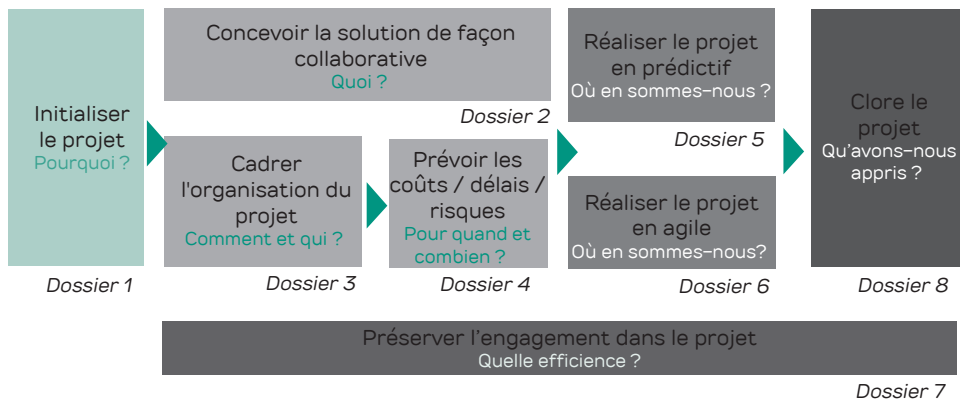 Initialiser
le projet
Pourquoi ?
Dossier 1
Concevoir la solution de façon
collaborative
Quoi ?
Dossier 2
Cadrer
l'organisation du
projet
Comment et qui ?
Dossier 3
Prévoir les
coûts / délais /
risques
Pour quand et
combien ?
Dossier 4
Réaliser le projet
en prédictif
Où en sommes-nous ?
Dossier 5
Réaliser le projet
en agile
Où en sommes-nous?
Dossier 6
Clore le
projet
Qu'avons-nous
appris ?
Dossier 8
Préserver l'engagement dans le projet
Quelle efficience ?
Dossier 7